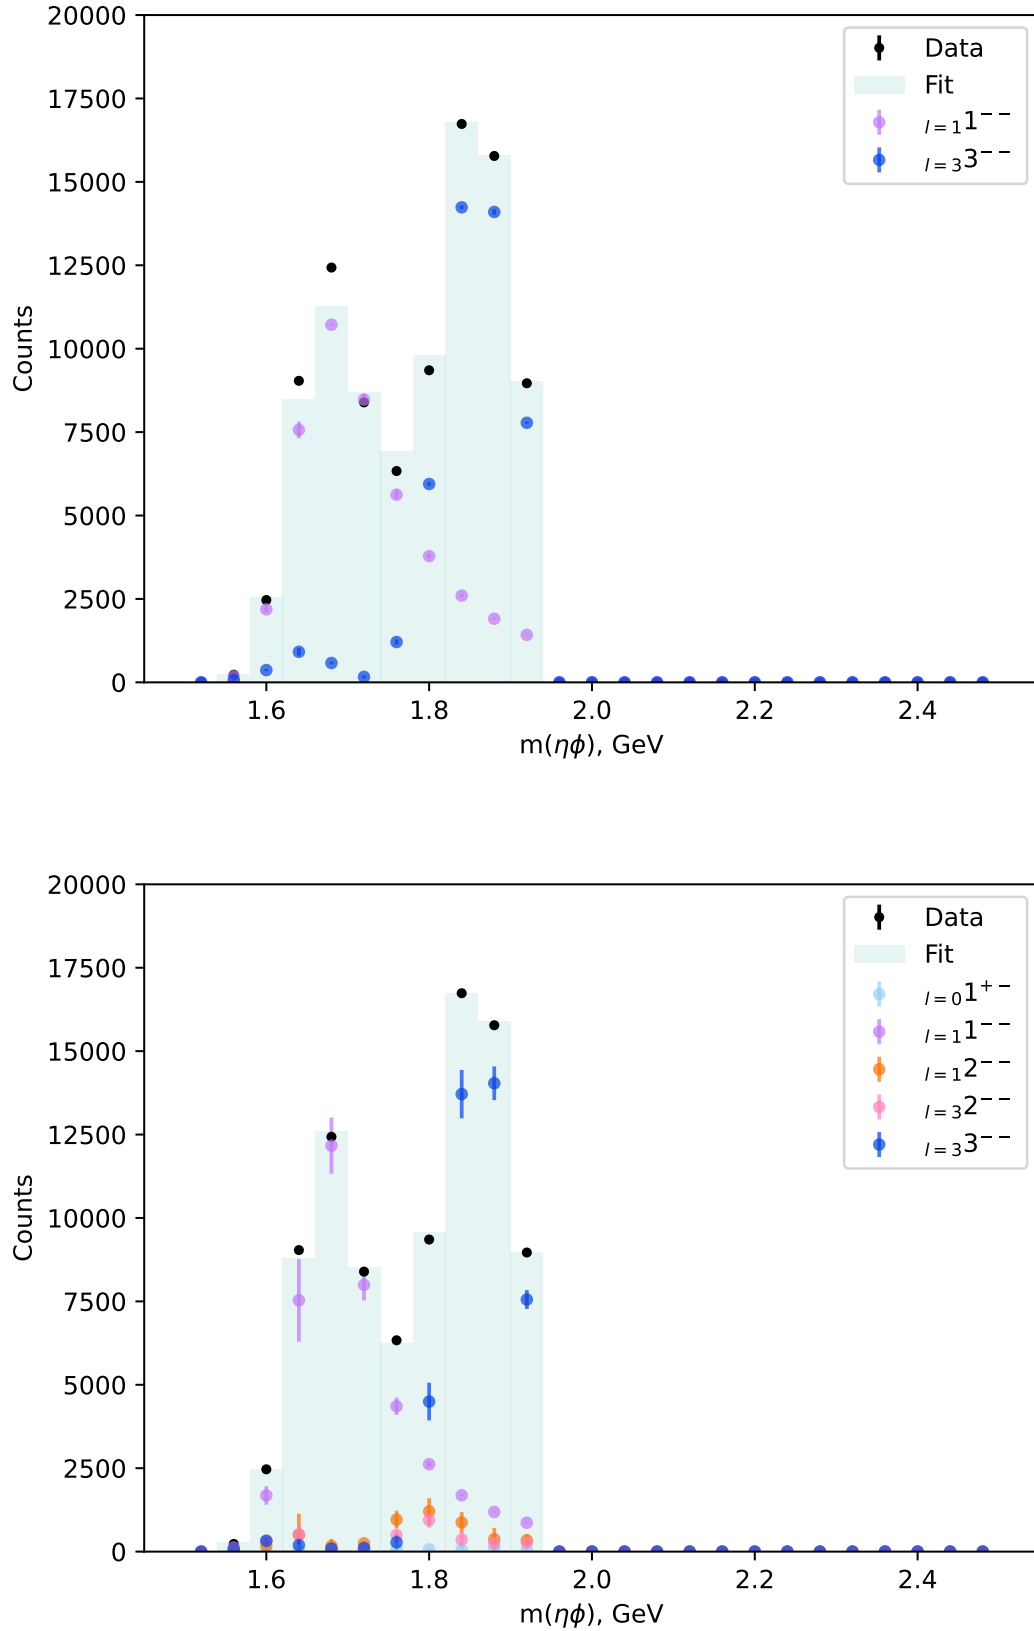 20000
17500
15000
12500
10000
7500
5000
2500
0
Counts
1.6 1.8 2.0 2.2 2.4
m(ηϕ), GeV
Data
Fit
l=1 1−−
l=3 3−−
20000
17500
15000
12500
10000
7500
5000
2500
0
Counts
1.6 1.8 2.0 2.2 2.4
m(ηϕ), GeV
Data
Fit
l=0 1+−
l=1 1−−
l=1 2−−
l=3 2−−
l=3 3−−